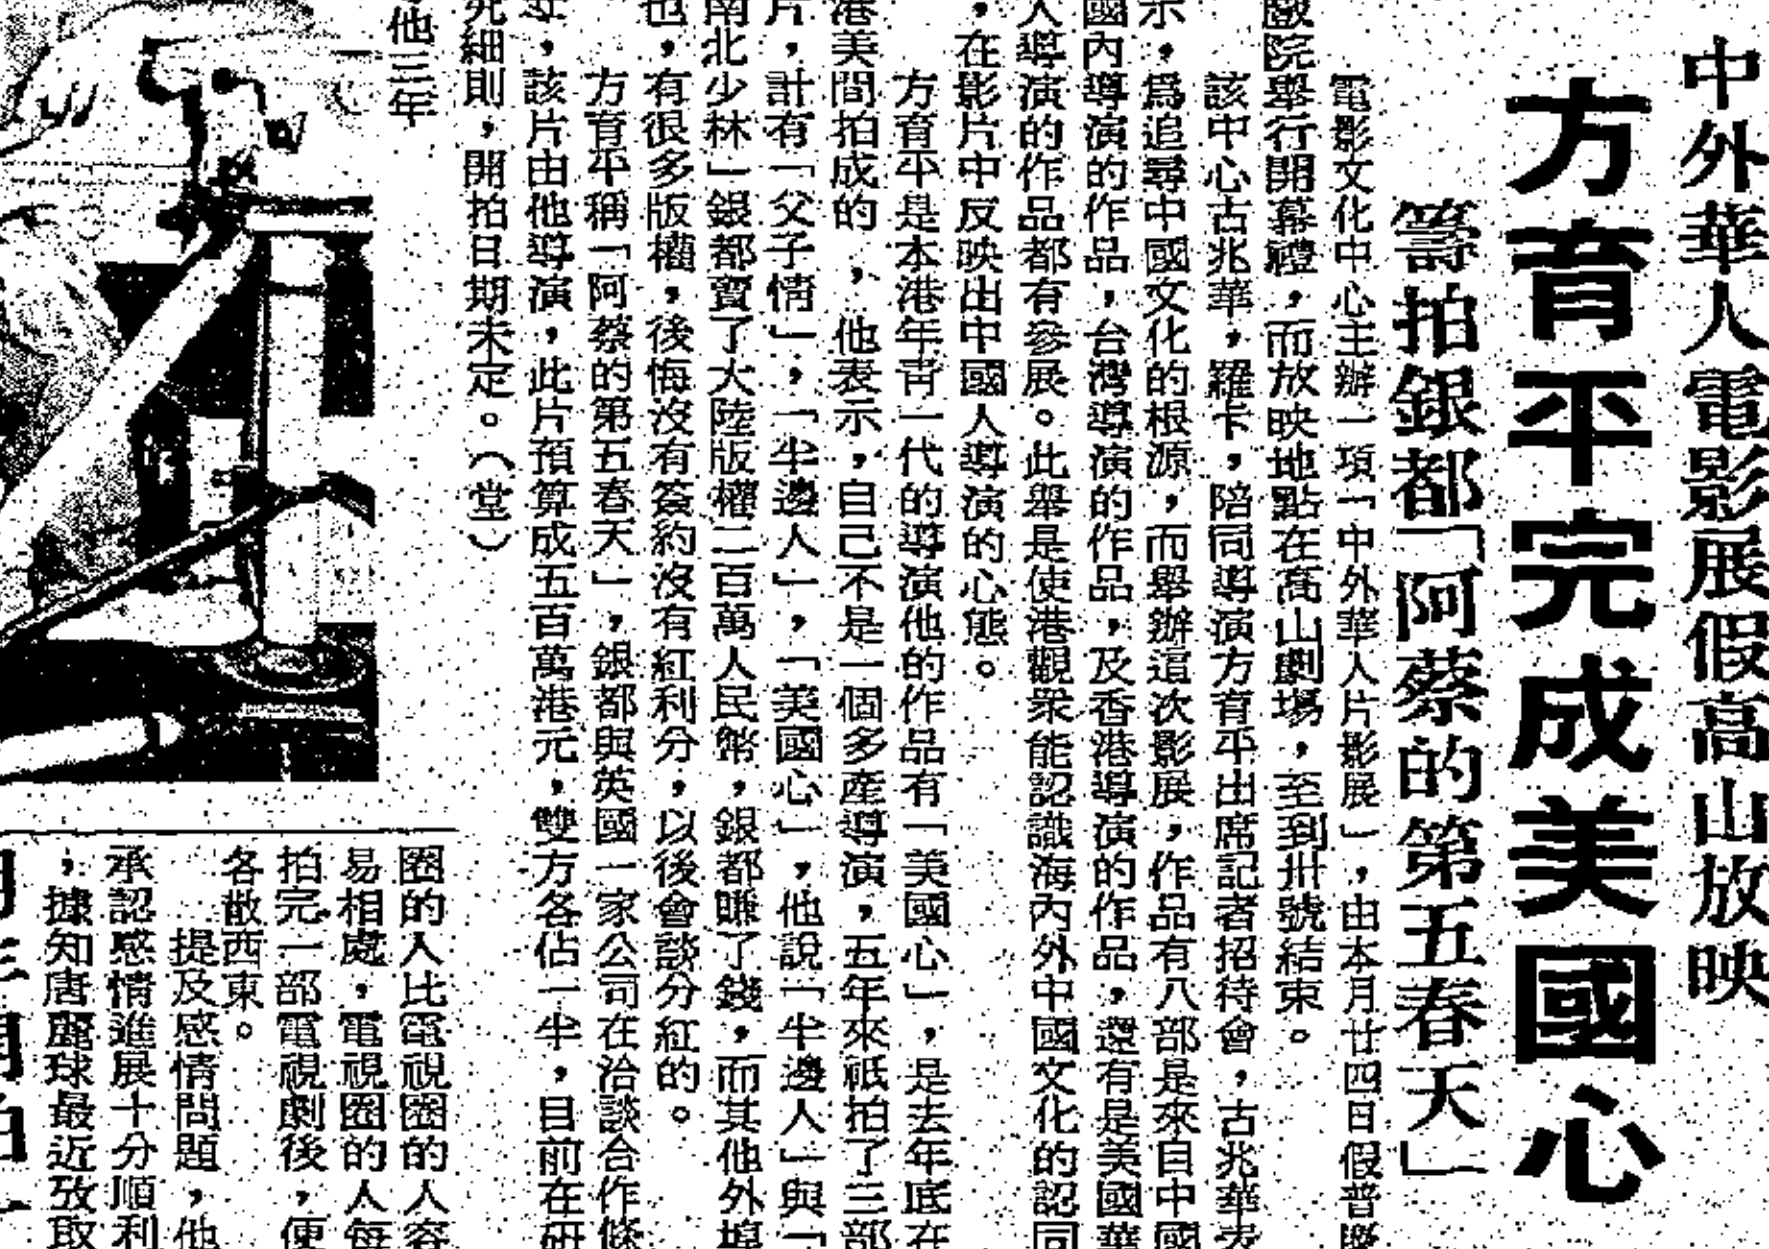 中外華人電影展假高山放映
方育平完成美國心
籌拍銀都「阿蔡的第五春天」
電影文化中心主辦一項「中外華人片影展」，由本月廿四日假普慶
戲院舉行開幕禮，而放映地點在高山劇場，至到卅號結束。
該中心古兆華，羅卡，陪同導演方育平出席記者招待會，古兆華表
示，爲追尋中國文化的根源，而舉辦這次影展，作品有八部是來自中國
國內導演的作品，台灣導演的作品，及香港導演的作品，還有是美國華
人導演的作品都有參展。此舉是使港觀衆能認識海內外中國文化的認同
，在影片中反映出中國人導演的心態。
方育平是本港年青一代的導演他的作品有「美國心」，是去年底在
港美間拍成的，他表示，自己不是一個多產導演，五年來祇拍了三部
片，計有「父子情」，「半邊人」，「美國心」，他說「半邊人」與「
南北少林」銀都賣了大陸版權二百萬人民幣，銀都賺了錢，而其他外埠
也，有很多版權，後悔沒有簽約沒有紅利分，以後會談分紅的。
方育平稱「阿蔡的第五春天」，銀都與英國一家公司在洽談合作條
，該片由他導演，此片預算成五百萬港元，雙方各佔一半，目前在研
究細則，開拍日期未定。（堂）
他三年
圈的人比電視圈的人容
易相處，電視圈的人每
拍完一部電視劇後，便
各散西東。
提及感情問題，他
承認感情進展十分順利
，據知唐麗球最近攷取